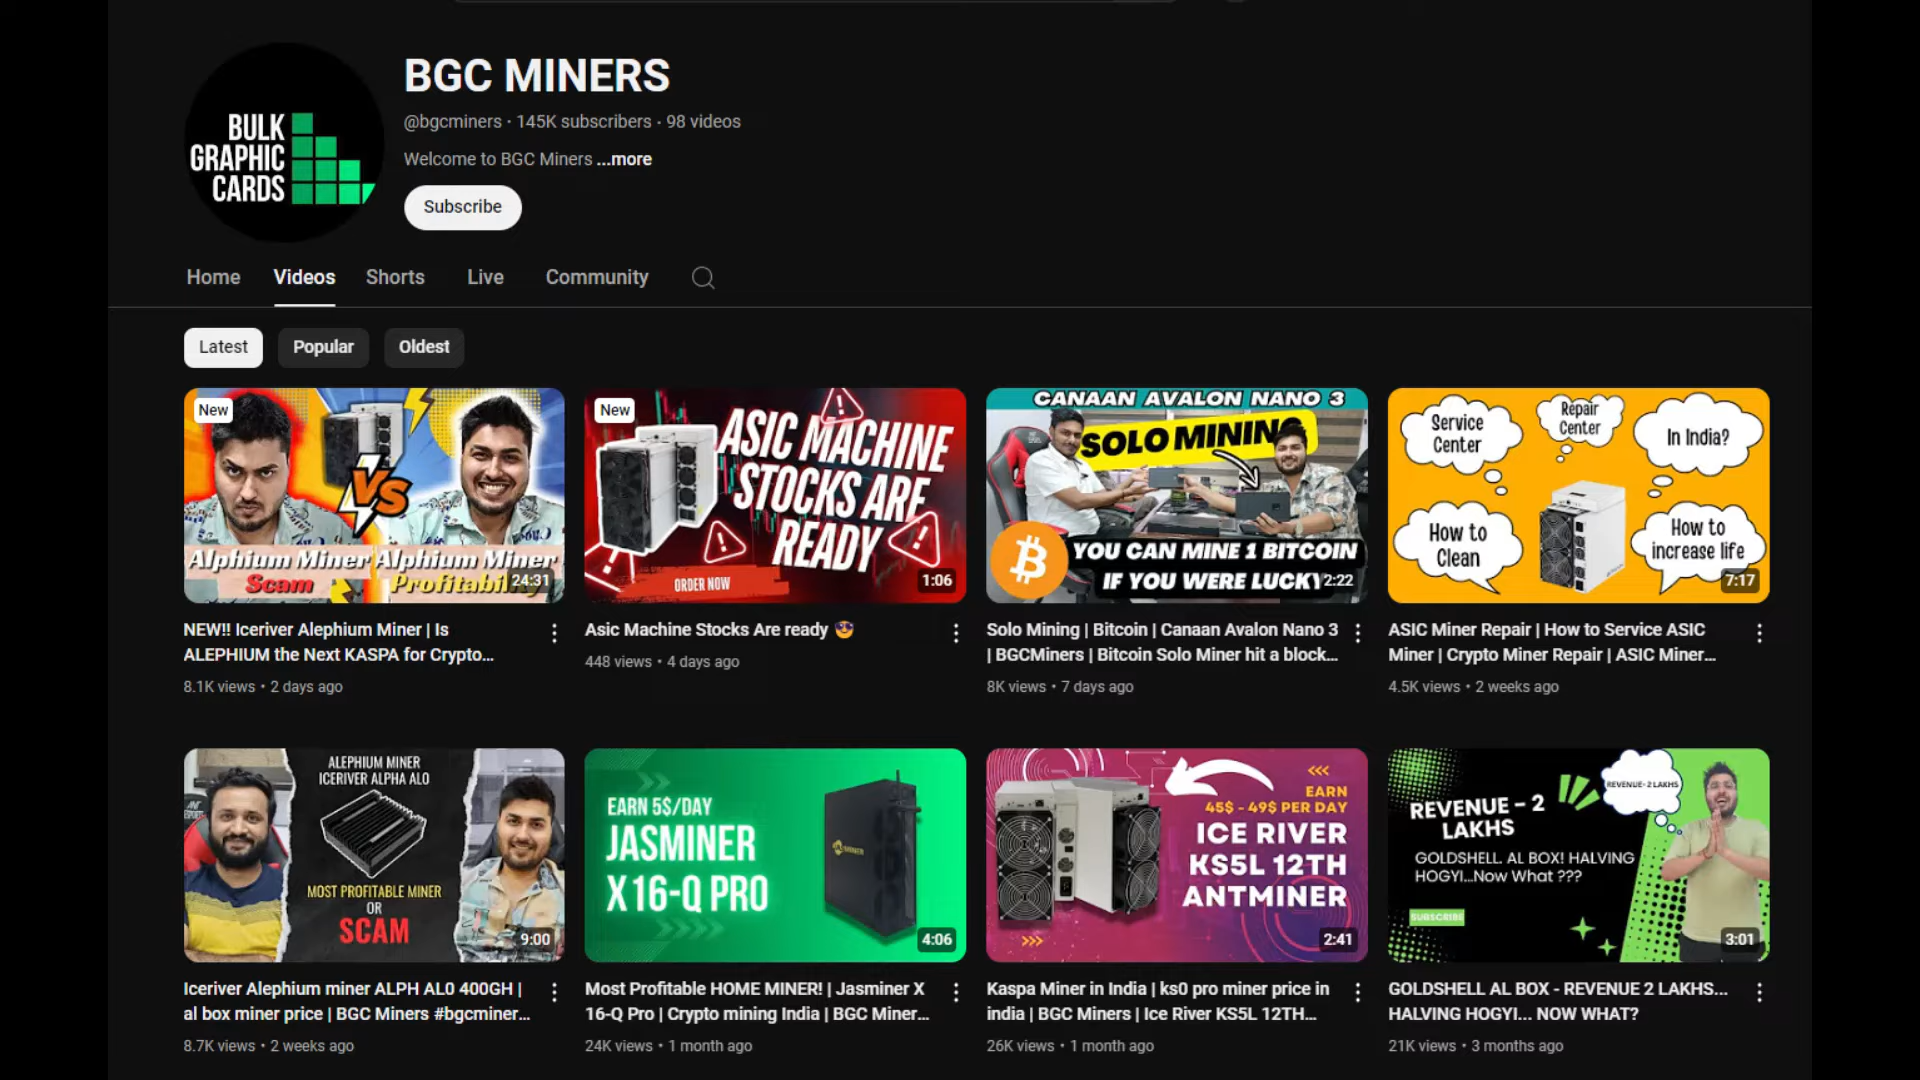 BULK
GRAPHIC
CARDS
BGC MINERS
@bgcminers · 145K subscribers · 98 videos
Welcome to BGC Miners ...more
Subscribe
Home Videos Shorts Live Community
Latest Popular Oldest
New
VS
Alphium Miner
Scam
Alphium Miner
24:31
NEW!! Iceriver Alephium Miner | Is
ALEPHIUM the Next KASPA for Crypto...
8.1K views • 2 days ago
New
ASIC MACHINE
STOCKS ARE
READY
ORDER NOW
1:06
Asic Machine Stocks Are ready 😎
448 views • 4 days ago
CANAAN AVALON NANO 3
SOLO MINING
YOU CAN MINE 1 BITCOIN
IF YOU WERE LUCKY
2:22
Solo Mining | Bitcoin | Canaan Avalon Nano 3
| BGCMiners | Bitcoin Solo Miner hit a block...
8K views • 7 days ago
Service
Center
Repair
Center
In India?
How to
Clean
How to
increase life
7:17
ASIC Miner Repair | How to Service ASIC
Miner | Crypto Miner Repair | ASIC Miner...
4.5K views • 2 weeks ago
ALEPHIUM MINER
ICERIVER ALPHA ALO
MOST PROFITABLE MINER
OR
SCAM
9:00
Iceriver Alephium miner ALPH AL0 400GH |
al box miner price | BGC Miners #bgcminer...
8.7K views • 2 weeks ago
EARN 5$/DAY
JASMINER
X16-Q PRO
4:06
Most Profitable HOME MINER! | Jasminer X
16-Q Pro | Crypto mining India | BGC Miner...
24K views • 1 month ago
EARN
45$ - 49$ PER DAY
ICE RIVER
KS5L 12TH
ANTMINER
2:41
Kaspa Miner in India | ks0 pro miner price in
india | BGC Miners | Ice River KS5L 12TH...
26K views • 1 month ago
REVENUE - 2
LAKHS
REVENUE- 2 LAKHS
GOLDSHELL AL BOX! HALVING
HOGYI...Now What ???
SUBSCRIBE
3:01
GOLDSHELL AL BOX - REVENUE 2 LAKHS...
HALVING HOGYI... NOW WHAT?
21K views • 3 months ago